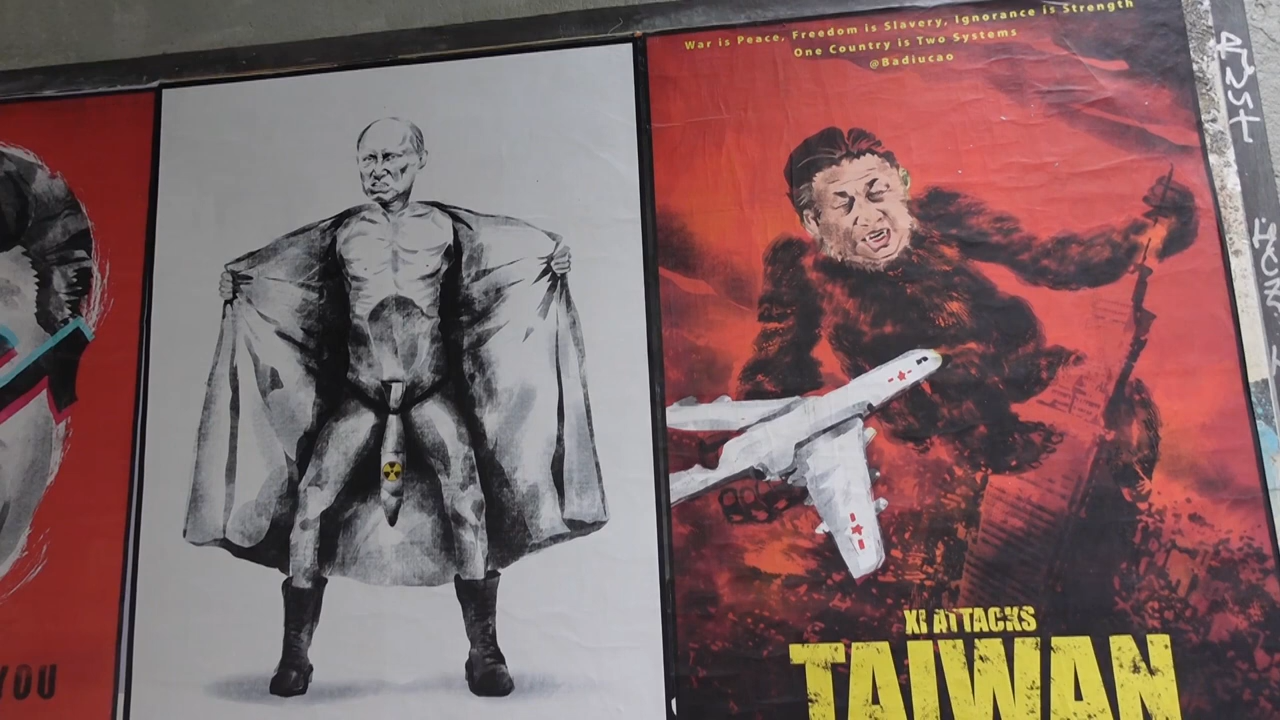 War is Peace, Freedom is Slavery, Ignorance is Strength
One Country is Two Systems
@Badiucao
YOU
XI ATTACKS
TAIWAN